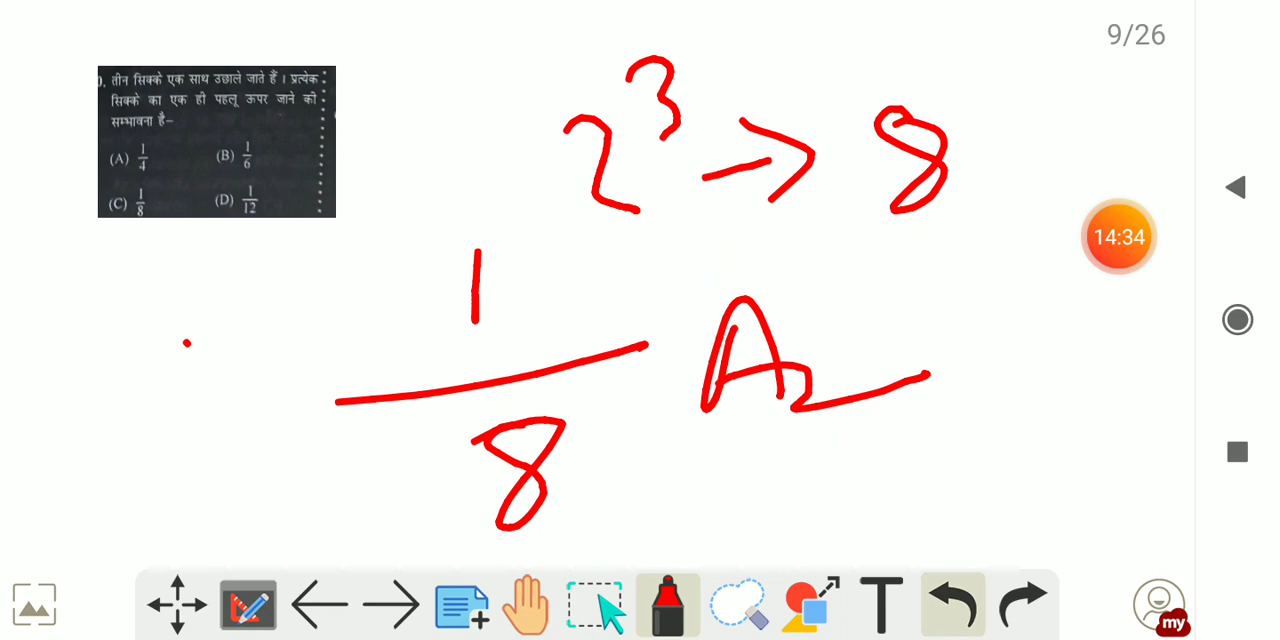 9/26
0. तीन सिक्के एक साथ उछाले जाते हैं । प्रत्येक
सिक्के का एक ही पहलू ऊपर जाने की
सम्भावना है–
(A) 1/4 (B) 1/6
(C) 1/8 (D) 1/12
2³ → 8
14:34
1/8 A
T
my